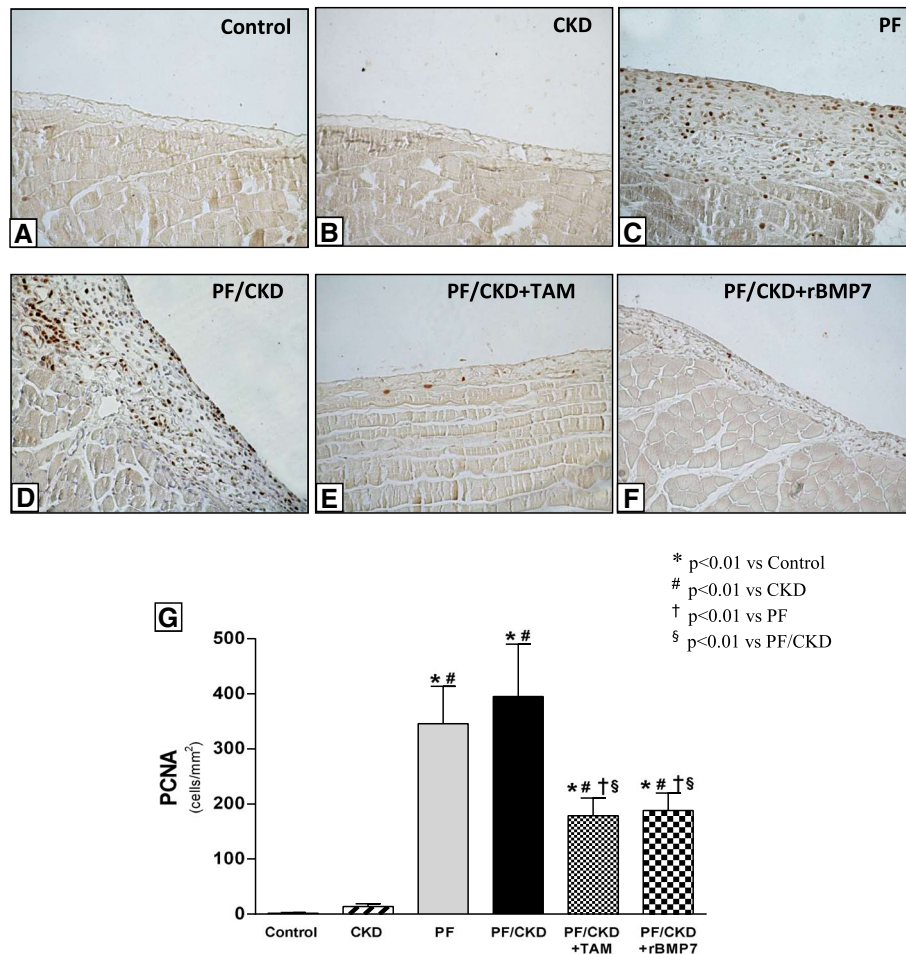 Control
A
CKD
B
PF
C
PF/CKD
D
PF/CKD+TAM
E
PF/CKD+rBMP7
F
* p<0.01 vs Control
# p<0.01 vs CKD
† p<0.01 vs PF
§ p<0.01 vs PF/CKD
G
PCNA
(cells/mm²)
500
400
300
200
100
0
* #
* #
* # † §
* # † §
Control
CKD
PF
PF/CKD
PF/CKD
+TAM
PF/CKD
+rBMP7